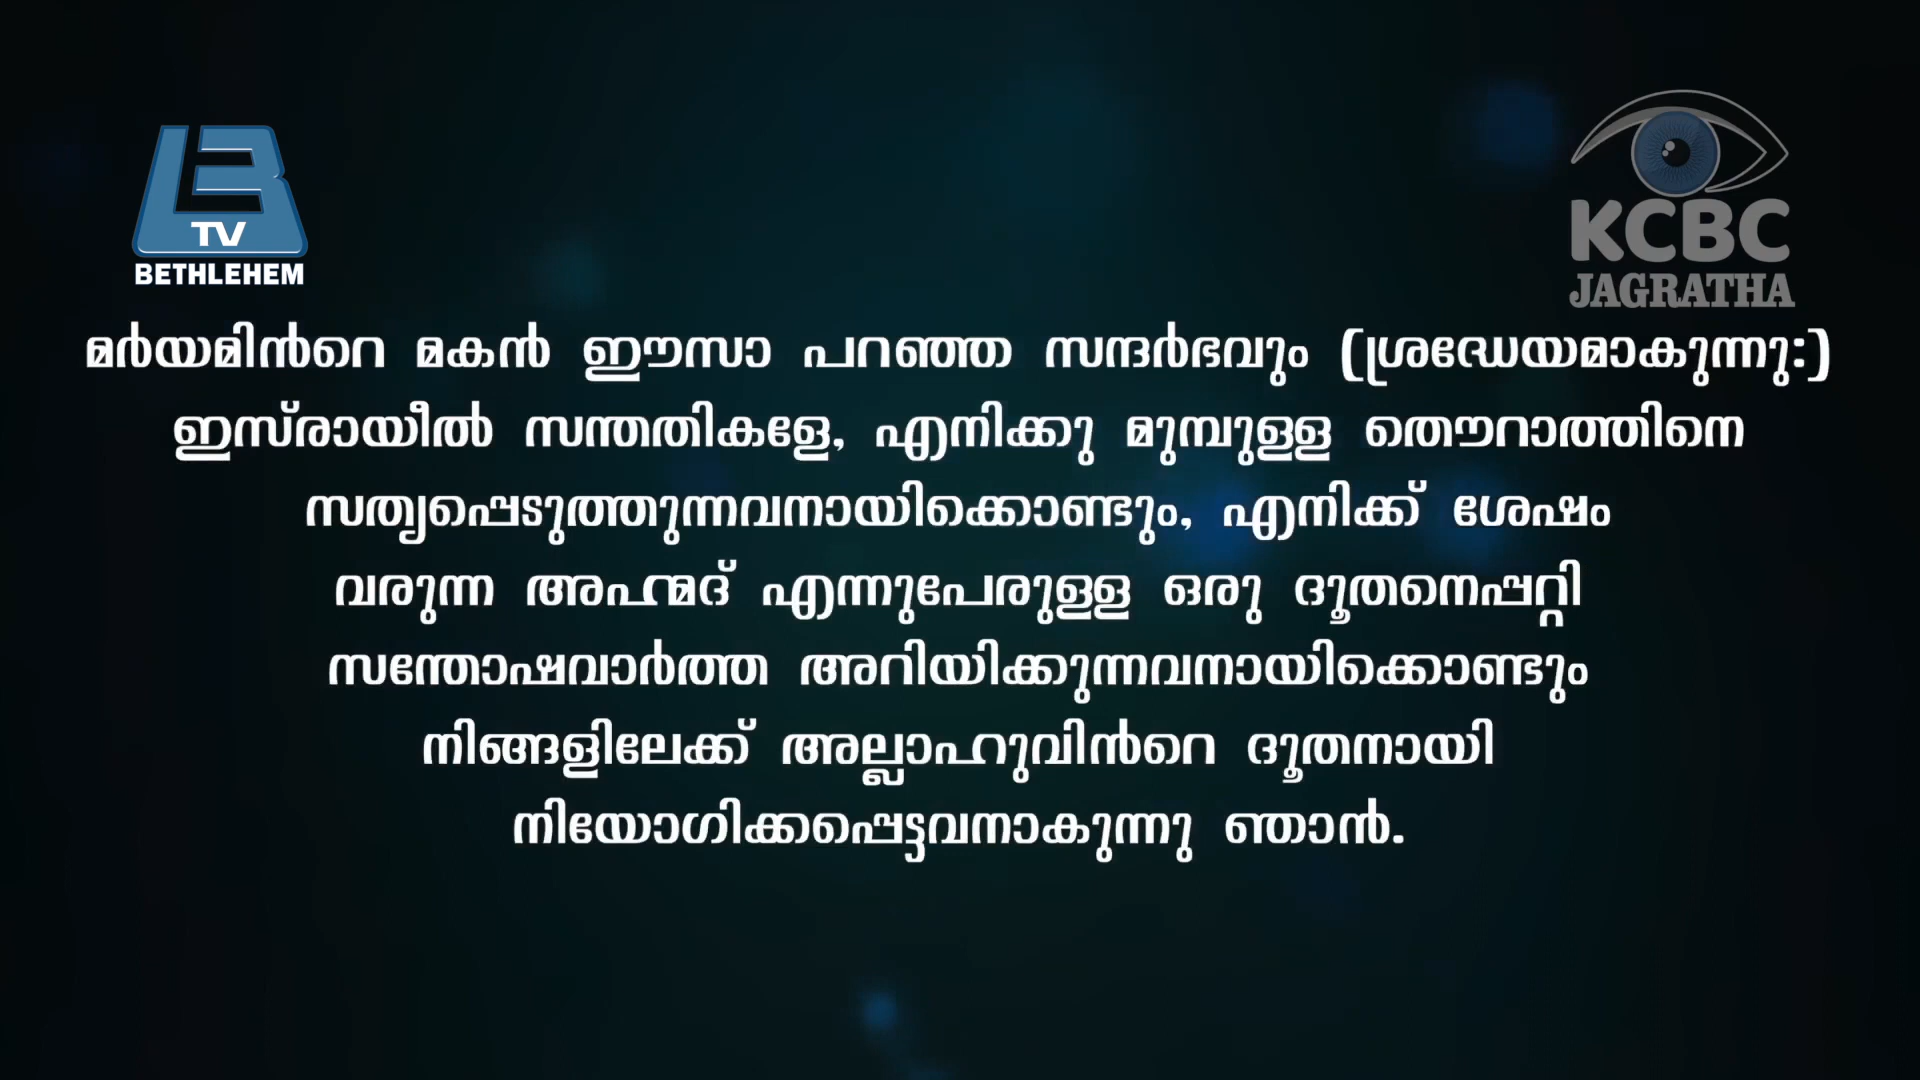 TV
BETHLEHEM
KCBC
JAGRATHA
മർയമിൻറെ മകൻ ഈസാ പറഞ്ഞ സന്ദർഭവും (ശ്രദ്ധേയമാകുന്നു:)
ഇസ്രായീൽ സന്തതികളേ, എനിക്കു മുമ്പുള്ള തൌറാത്തിനെ
സത്യപ്പെടുത്തുന്നവനായിക്കൊണ്ടും, എനിക്ക് ശേഷം
വരുന്ന അഹ്മദ് എന്നുപേരുള്ള ഒരു ദൂതനെപ്പറ്റി
സന്തോഷവാർത്ത അറിയിക്കുന്നവനായിക്കൊണ്ടും
നിങ്ങളിലേക്ക് അല്ലാഹുവിൻറെ ദൂതനായി
നിയോഗിക്കപ്പെട്ടവനാകുന്നു ഞാൻ.